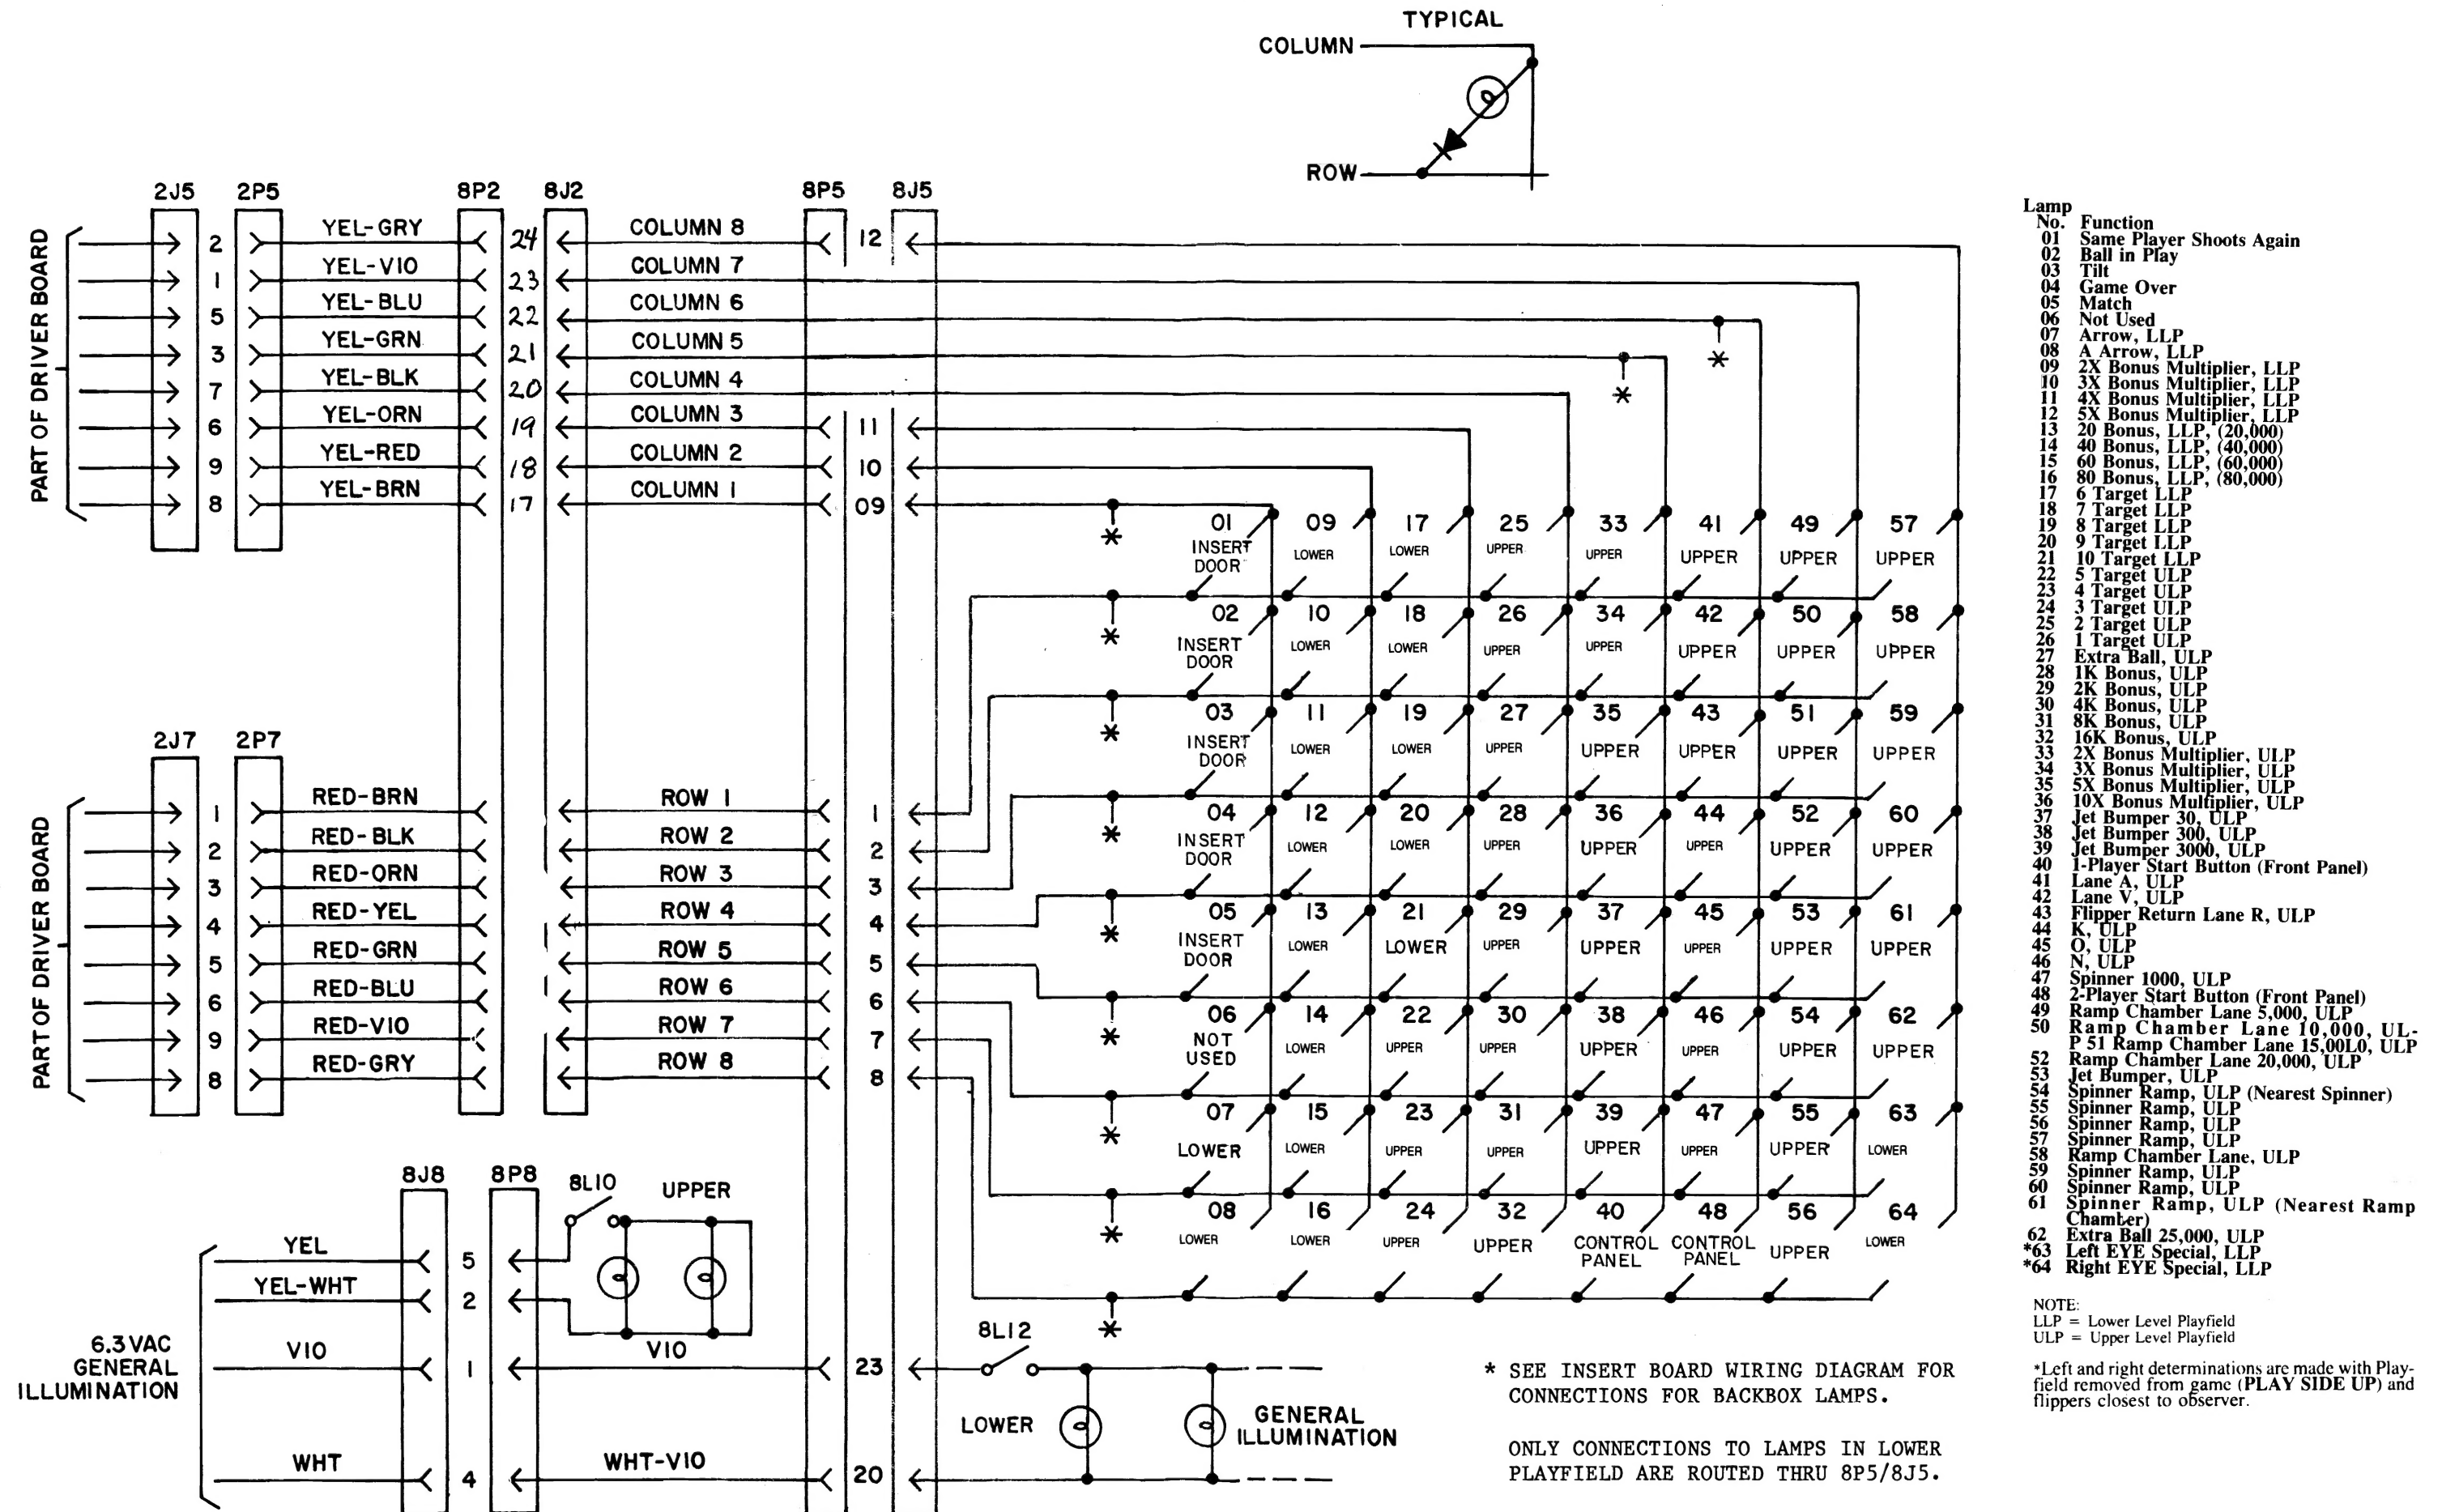 TYPICAL
COLUMN
ROW
2J5 2P5 8P2 8J2 8P5 8J5
PART OF DRIVER BOARD
2 YEL-GRY 24 COLUMN 8 12
1 YEL-VIO 23 COLUMN 7
5 YEL-BLU 22 COLUMN 6
3 YEL-GRN 21 COLUMN 5
7 YEL-BLK 20 COLUMN 4
6 YEL-ORN 19 COLUMN 3 11
9 YEL-RED 18 COLUMN 2 10
8 YEL-BRN 17 COLUMN 1 09
*
*
2J7 2P7
PART OF DRIVER BOARD
1 RED-BRN ROW 1 1
2 RED-BLK ROW 2 2
3 RED-ORN ROW 3 3
4 RED-YEL ROW 4 4
5 RED-GRN ROW 5 5
6 RED-BLU ROW 6 6
9 RED-VIO ROW 7 7
8 RED-GRY ROW 8 8
01 09 17 25 33 41 49 57
* INSERT DOOR LOWER LOWER UPPER UPPER UPPER UPPER UPPER
02 10 18 26 34 42 50 58
* INSERT DOOR LOWER LOWER UPPER UPPER UPPER UPPER UPPER
03 11 19 27 35 43 51 59
* INSERT DOOR LOWER LOWER UPPER UPPER UPPER UPPER UPPER
04 12 20 28 36 44 52 60
* INSERT DOOR LOWER LOWER UPPER UPPER UPPER UPPER UPPER
05 13 21 29 37 45 53 61
* INSERT DOOR LOWER LOWER UPPER UPPER UPPER UPPER UPPER
06 14 22 30 38 46 54 62
* NOT USED LOWER UPPER UPPER UPPER UPPER UPPER UPPER
07 15 23 31 39 47 55 63
* LOWER LOWER UPPER UPPER UPPER UPPER UPPER LOWER
08 16 24 32 40 48 56 64
* LOWER LOWER UPPER UPPER CONTROL PANEL CONTROL PANEL UPPER LOWER
*
8J8 8P8 8L10 UPPER
YEL 5
YEL-WHT 2
6.3 VAC
GENERAL
ILLUMINATION
VIO 1 VIO 23 8L12
WHT 4 WHT-VIO 20
LOWER
GENERAL
ILLUMINATION
* SEE INSERT BOARD WIRING DIAGRAM FOR
CONNECTIONS FOR BACKBOX LAMPS.
ONLY CONNECTIONS TO LAMPS IN LOWER
PLAYFIELD ARE ROUTED THRU 8P5/8J5.
Lamp
No. Function
01 Same Player Shoots Again
02 Ball in Play
03 Tilt
04 Game Over
05 Match
06 Not Used
07 Arrow, LLP
08 A Arrow, LLP
09 2X Bonus Multiplier, LLP
10 3X Bonus Multiplier, LLP
11 4X Bonus Multiplier, LLP
12 5X Bonus Multiplier, LLP
13 20 Bonus, LLP, (20,000)
14 40 Bonus, LLP, (40,000)
15 60 Bonus, LLP, (60,000)
16 80 Bonus, LLP, (80,000)
17 6 Target LLP
18 7 Target LLP
19 8 Target LLP
20 9 Target LLP
21 10 Target LLP
22 5 Target ULP
23 4 Target ULP
24 3 Target ULP
25 2 Target ULP
26 1 Target ULP
27 Extra Ball, ULP
28 1K Bonus, ULP
29 2K Bonus, ULP
30 4K Bonus, ULP
31 8K Bonus, ULP
32 16K Bonus, ULP
33 2X Bonus Multiplier, ULP
34 3X Bonus Multiplier, ULP
35 5X Bonus Multiplier, ULP
36 10X Bonus Multiplier, ULP
37 Jet Bumper 30, ULP
38 Jet Bumper 300, ULP
39 Jet Bumper 3000, ULP
40 1-Player Start Button (Front Panel)
41 Lane A, ULP
42 Lane V, ULP
43 Flipper Return Lane R, ULP
44 K, ULP
45 O, ULP
46 N, ULP
47 Spinner 1000, ULP
48 2-Player Start Button (Front Panel)
49 Ramp Chamber Lane 5,000, ULP
50 Ramp Chamber Lane 10,000, UL-
P 51 Ramp Chamber Lane 15,00L0, ULP
52 Ramp Chamber Lane 20,000, ULP
53 Jet Bumper, ULP
54 Spinner Ramp, ULP (Nearest Spinner)
55 Spinner Ramp, ULP
56 Spinner Ramp, ULP
57 Spinner Ramp, ULP
58 Ramp Chamber Lane, ULP
59 Spinner Ramp, ULP
60 Spinner Ramp, ULP
61 Spinner Ramp, ULP (Nearest Ramp
Chamber)
62 Extra Ball 25,000, ULP
*63 Left EYE Special, LLP
*64 Right EYE Special, LLP
NOTE:
LLP = Lower Level Playfield
ULP = Upper Level Playfield
*Left and right determinations are made with Play-
field removed from game (PLAY SIDE UP) and
flippers closest to observer.